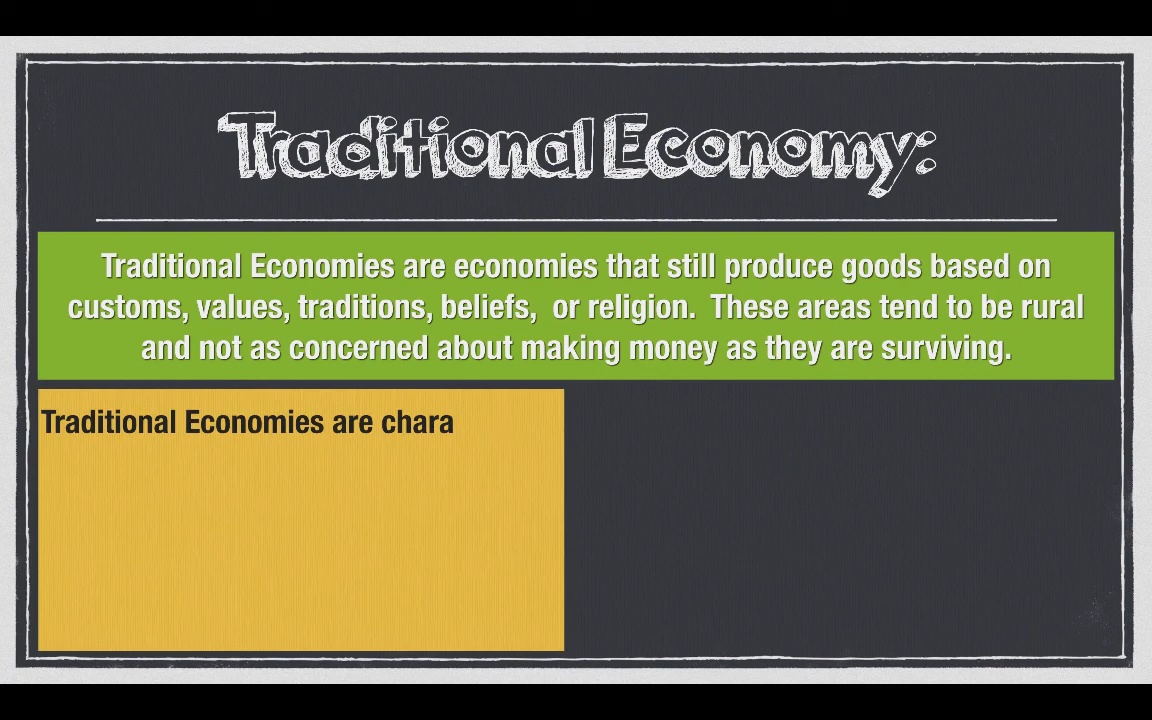 Traditional Economy:
Traditional Economies are economies that still produce goods based on
customs, values, traditions, beliefs,  or religion.  These areas tend to be rural
and not as concerned about making money as they are surviving.
Traditional Economies are chara